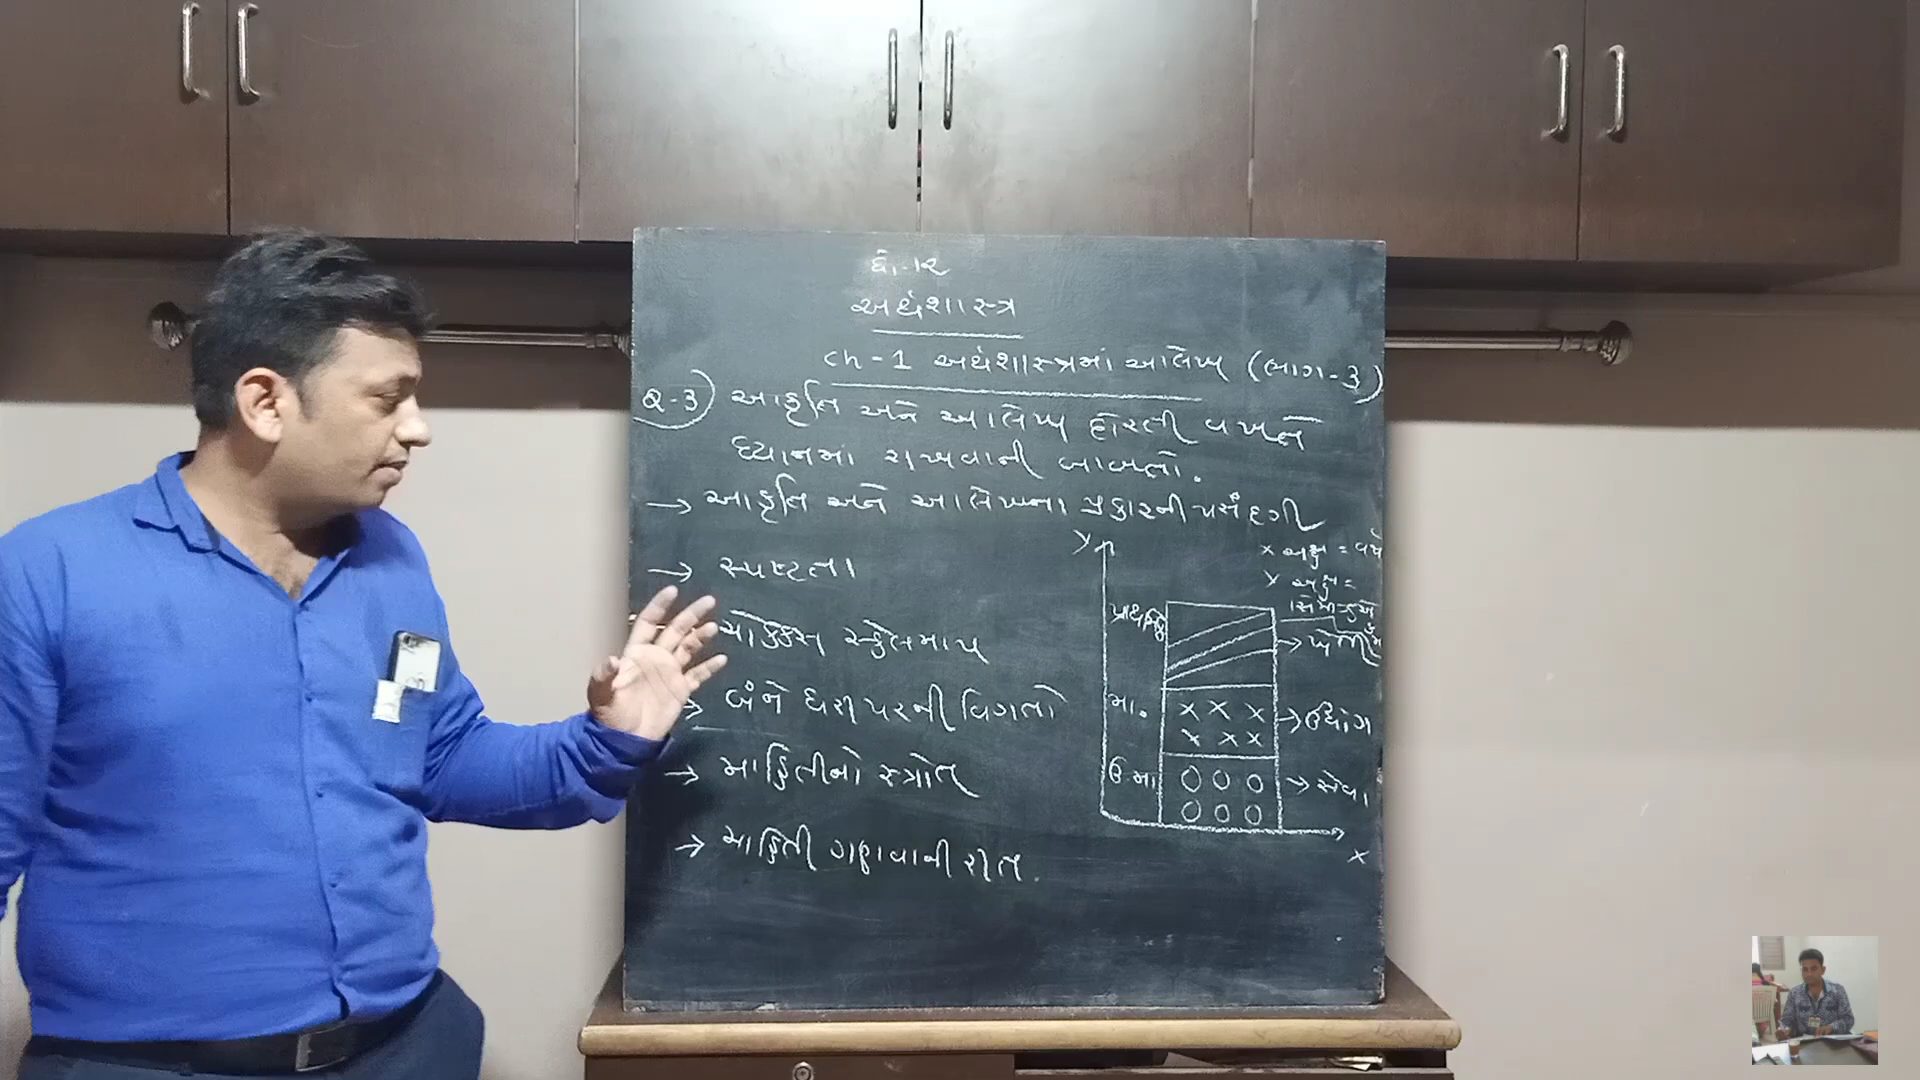 ધો.-૧૨
અર્થશાસ્ત્ર
ch-1 અર્થશાસ્ત્રમાં આલેખ (ભાગ-3)
Q-3) આકૃતિ અને આલેખ દોરતી વખતે
ધ્યાનમાં રાખવાની બાબતો.
→ આકૃતિ અને આલેખના પ્રકારની પસંદગી
→ સ્પષ્ટતા
ચોક્કસ સ્કેલમાપ
→ બંને ધરી પરની વિગતો
→ માહિતીનો સ્ત્રોત
→ માહિતી ગણવાની રીત.
Y
x અક્ષ = વર્ષ
Y અક્ષ =
પ્રાથમિક
→ ખેતી
મા.
→ ઉદ્યોગ
ઉ.મા
→ સેવા
x